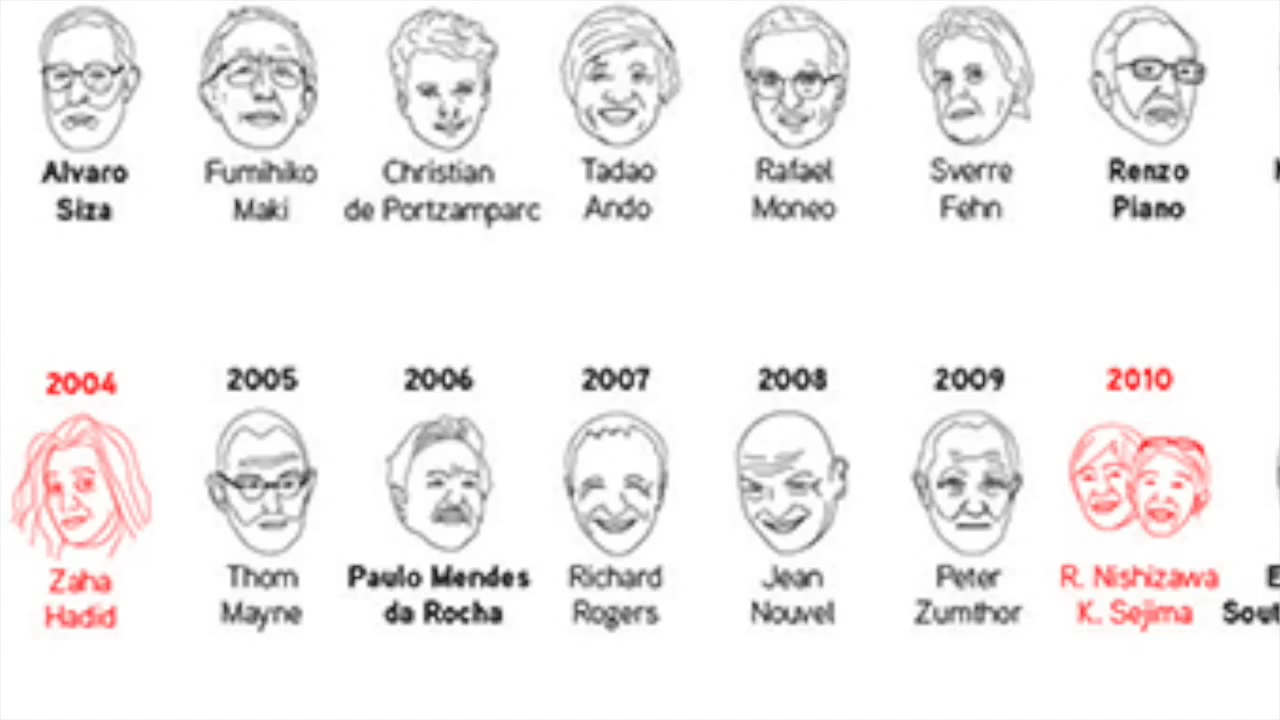 Alvaro Siza
Fumihiko Maki
Christian de Portzamparc
Tadao Ando
Rafael Moneo
Sverre Fehn
Renzo Piano
2004
2005
2006
2007
2008
2009
2010
Zaha Hadid
Thom Mayne
Paulo Mendes da Rocha
Richard Rogers
Jean Nouvel
Peter Zumthor
R. Nishizawa K. Sejima